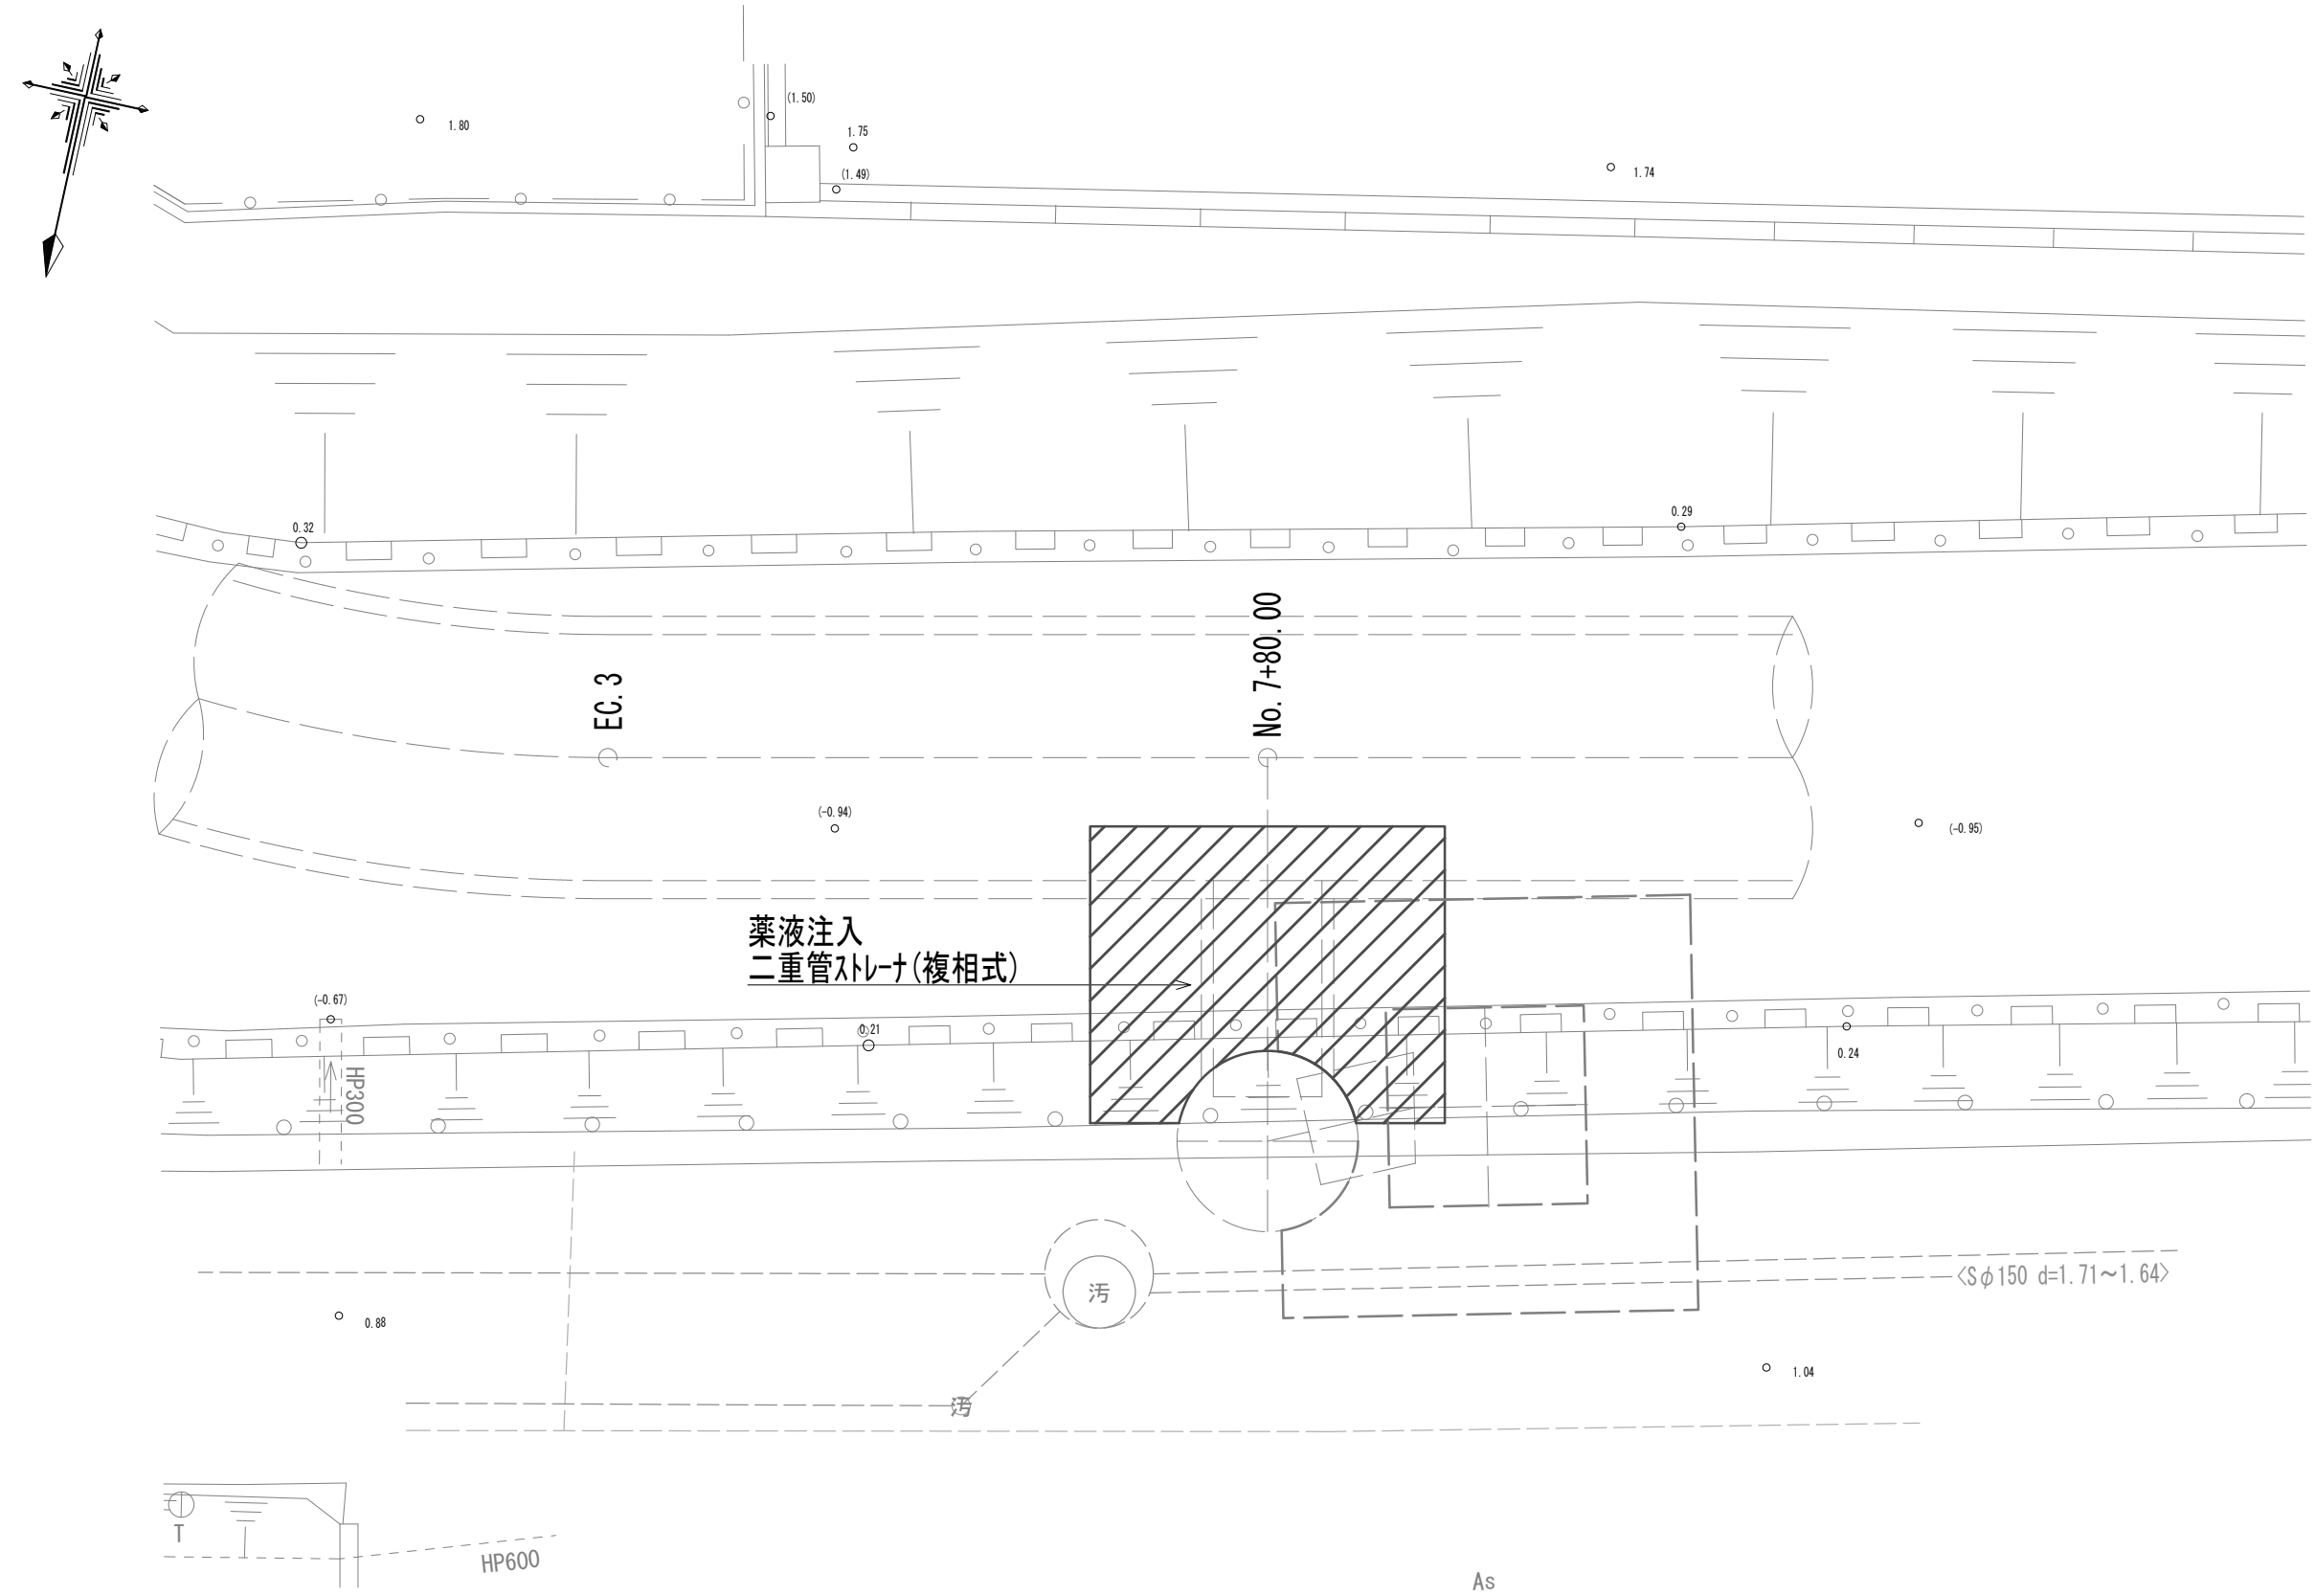 (1.50)
1.80
1.75
(1.49)
1.74
0.32
0.29
No.7+80.00
EC.3
(-0.94)
(-0.95)
薬液注入
二重管ストレーナ(複相式)
(-0.67)
0.21
0.24
HP300
〈Sφ150 d=1.71～1.64〉
汚
0.88
1.04
汚
T
HP600
As